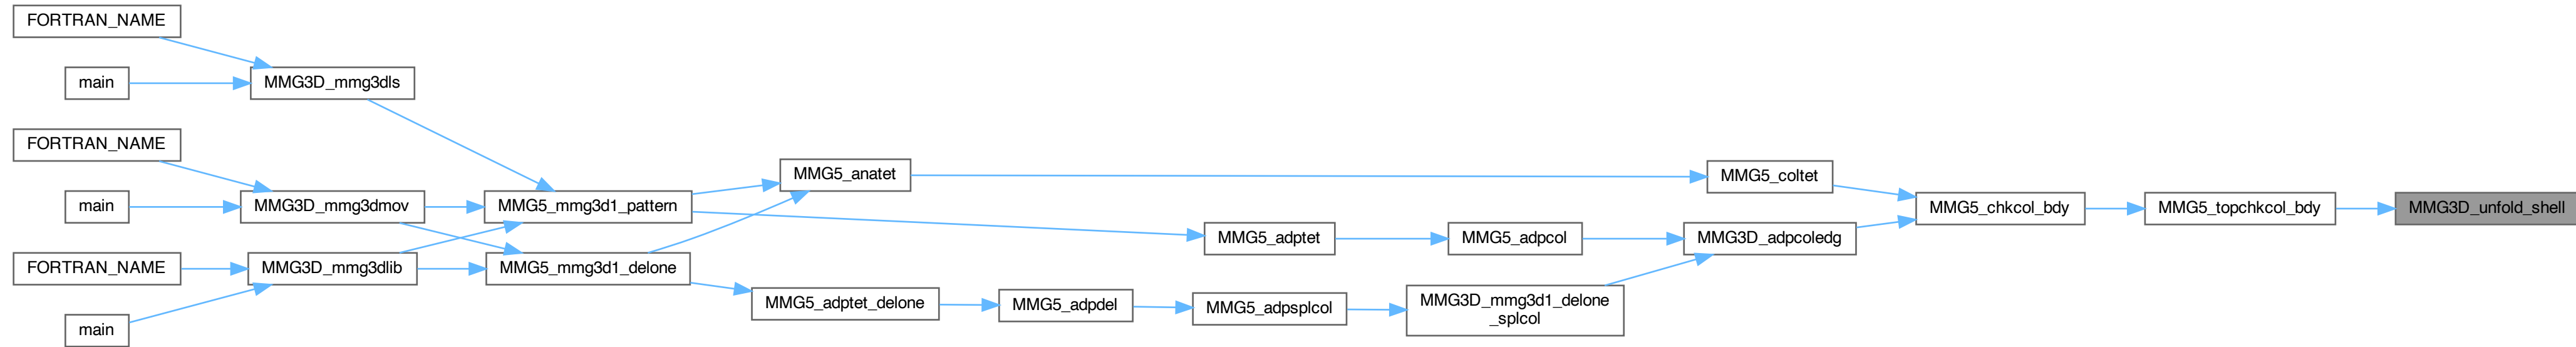 FORTRAN_NAME
main
MMG3D_mmg3dls
FORTRAN_NAME
main
MMG3D_mmg3dmov
FORTRAN_NAME
MMG3D_mmg3dlib
main
MMG5_mmg3d1_pattern
MMG5_mmg3d1_delone
MMG5_anatet
MMG5_adptet_delone
MMG5_adpdel
MMG5_adptet
MMG5_adpsplcol
MMG5_adpcol
MMG3D_mmg3d1_delone
_splcol
MMG5_coltet
MMG3D_adpcoledg
MMG5_chkcol_bdy
MMG5_topchkcol_bdy
MMG3D_unfold_shell